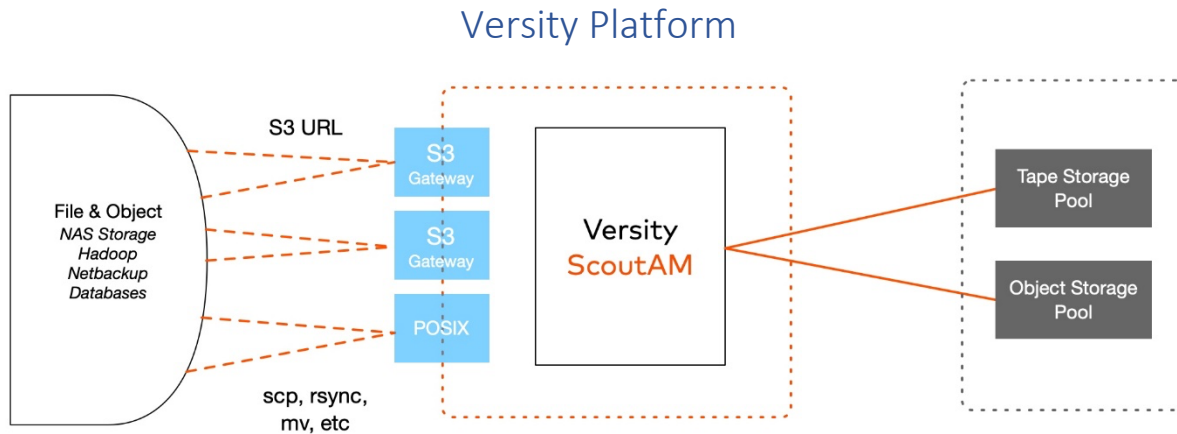 Versity Platform
S3 URL
File & Object
NAS Storage
Hadoop
Netbackup
Databases
S3
Gateway
S3
Gateway
POSIX
scp, rsync,
mv, etc
Versity
ScoutAM
Tape Storage
Pool
Object Storage
Pool